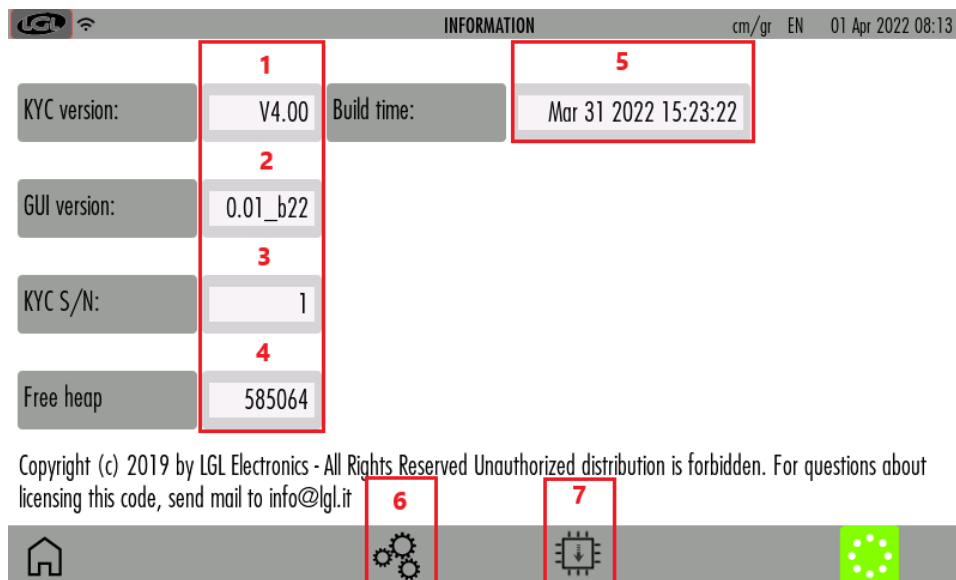 LGL INFORMATION cm/gr EN 01 Apr 2022 08:13
1 5
KYC version: V4.00 Build time: Mar 31 2022 15:23:22
2
GUI version: 0.01_b22
3
KYC S/N: 1
4
Free heap 585064
Copyright (c) 2019 by LGL Electronics - All Rights Reserved Unauthorized distribution is forbidden. For questions about
licensing this code, send mail to info@lgl.it
6 7